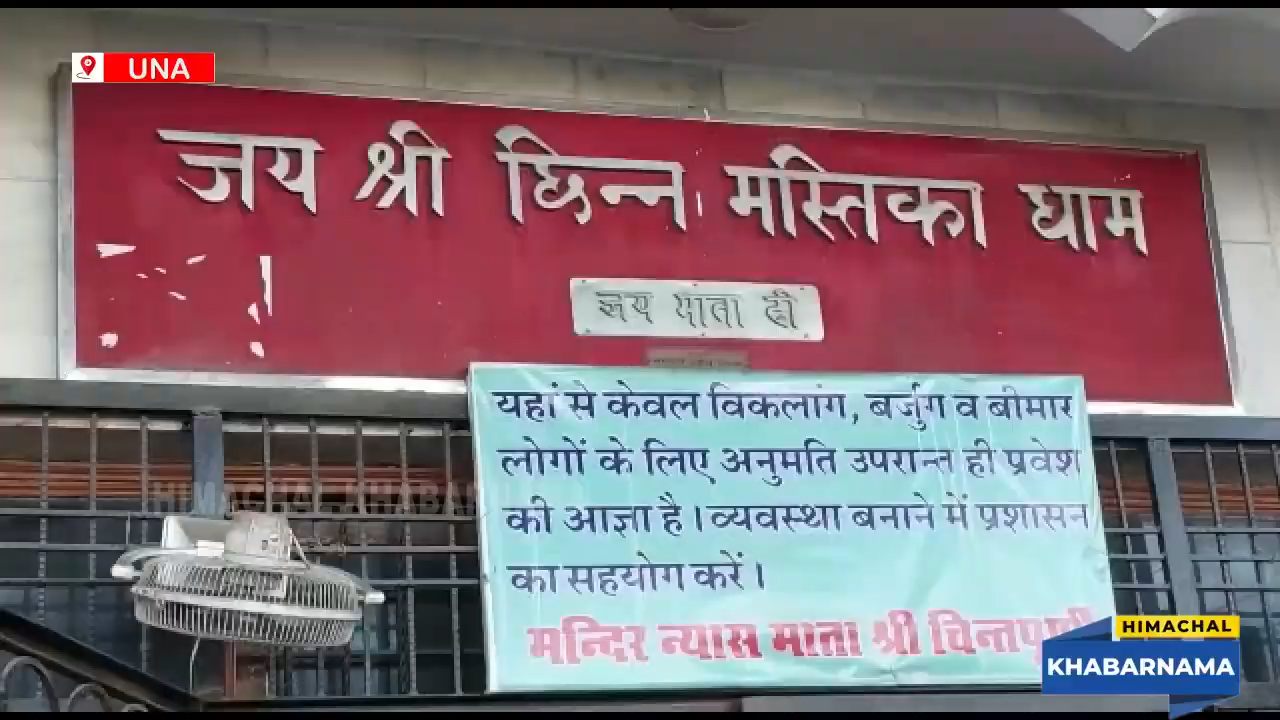 UNA
जय श्री छिन्न मस्तिका धाम
जय माता दी
यहां से केवल विकलांग, बर्जुग व बीमार
लोगों के लिए अनुमति उपरान्त ही प्रवेश
की आज्ञा है। व्यवस्था बनाने में प्रशासन
का सहयोग करें।
मन्दिर न्यास माता श्री चिन्तपूर्णी
HIMACHAL
KHABARNAMA